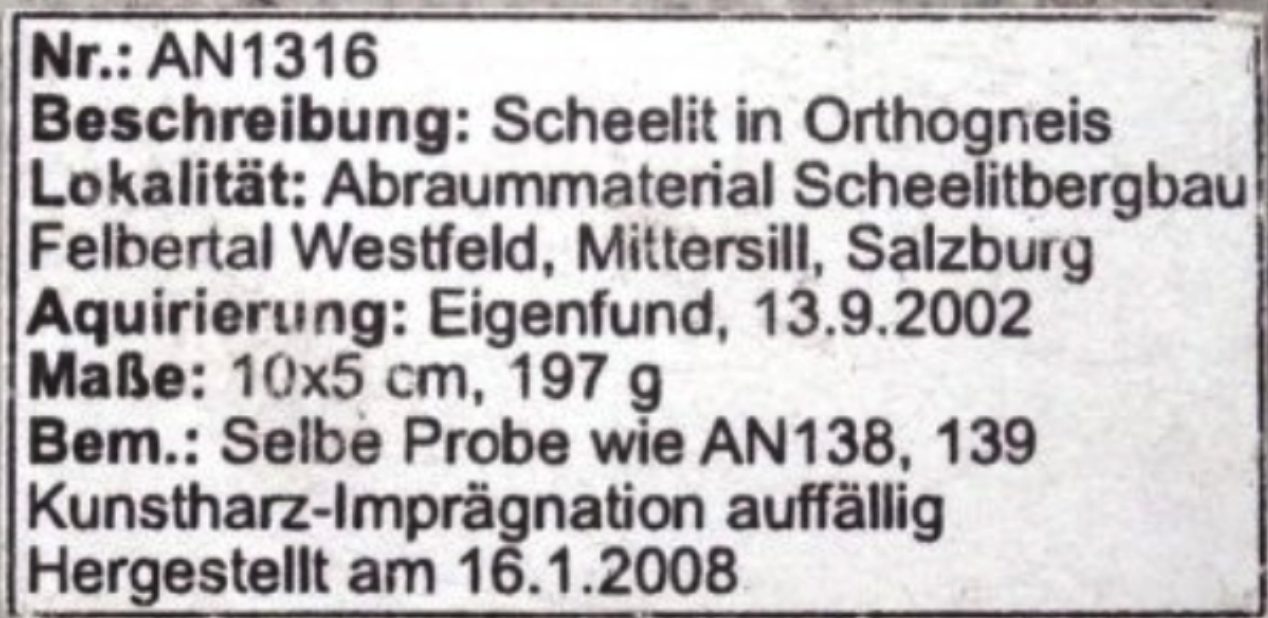 Nr.: AN1316
Beschreibung: Scheelit in Orthogneis
Lokalität: Abraummaterial Scheelitbergbau
Felbertal Westfeld, Mittersill, Salzburg
Aquirierung: Eigenfund, 13.9.2002
Maße: 10x5 cm, 197 g
Bem.: Selbe Probe wie AN138, 139
Kunstharz-Imprägnation auffällig
Hergestellt am 16.1.2008